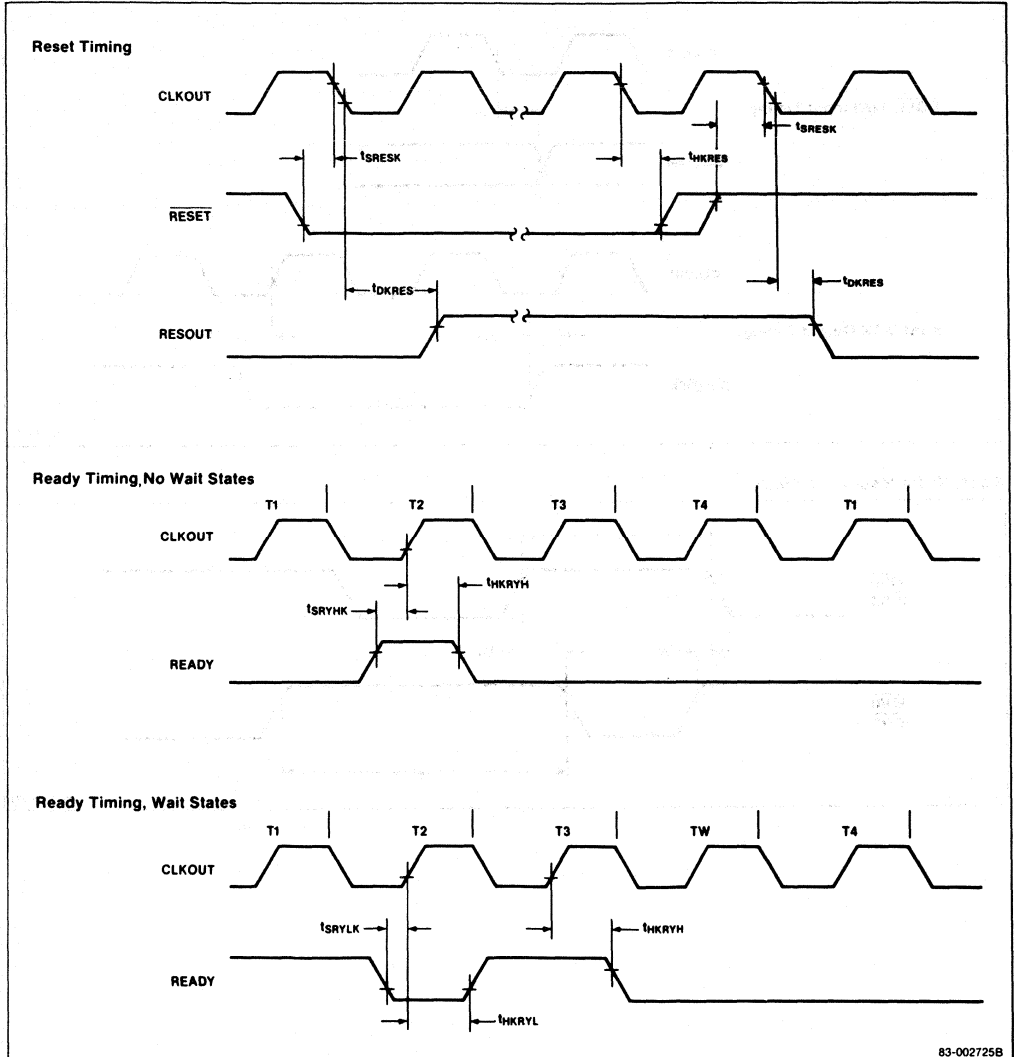 Reset Timing
CLKOUT
tSRESK
tSRESK
tHKRES
RESET
tDKRES
tDKRES
RESOUT
Ready Timing, No Wait States
T1 T2 T3 T4 T1
CLKOUT
tHKRYH
tSRYHK
READY
Ready Timing, Wait States
T1 T2 T3 TW T4
CLKOUT
tSRYLK
tHKRYH
READY
tHKRYL
83-002725B